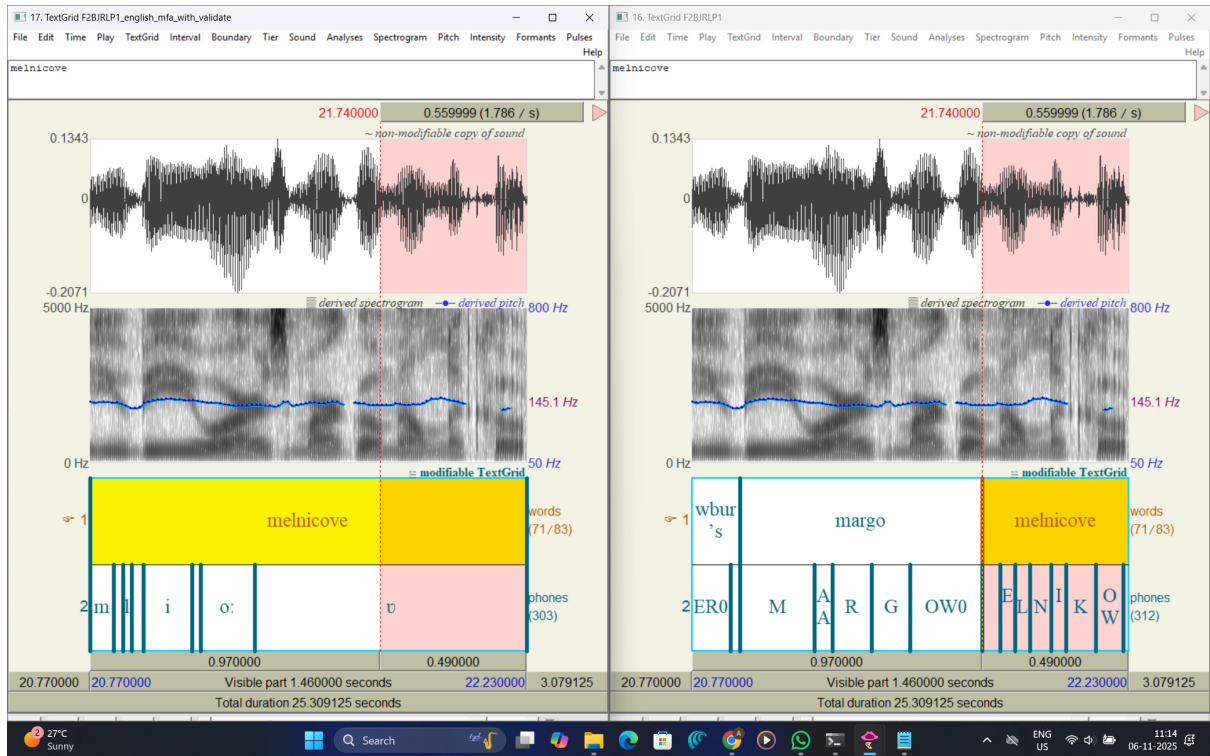 17. TextGrid F2BJRLP1_english_mfa_with_validate
File Edit Time Play TextGrid Interval Boundary Tier Sound Analyses Spectrogram Pitch Intensity Formants Pulses
Help
melnicove
21.740000 0.559999 (1.786 / s)
~ non-modifiable copy of sound
0.1343
0
-0.2071
derived spectrogram derived pitch
5000 Hz 800 Hz
145.1 Hz
0 Hz 50 Hz
modifiable TextGrid
1 melnicove words
(71/83)
2 m l i o: ʋ phones
(303)
0.970000 0.490000
20.770000 20.770000 Visible part 1.460000 seconds 22.230000 3.079125
Total duration 25.309125 seconds
16. TextGrid F2BJRLP1
File Edit Time Play TextGrid Interval Boundary Tier Sound Analyses Spectrogram Pitch Intensity Formants Pulses
Help
melnicove
21.740000 0.559999 (1.786 / s)
~ non-modifiable copy of sound
0.1343
0
-0.2071
derived spectrogram derived pitch
5000 Hz 800 Hz
145.1 Hz
0 Hz 50 Hz
modifiable TextGrid
1 wbur's margo melnicove words
(71/83)
2 ER0 M AA R G OW0 E L N I K OW phones
(312)
0.970000 0.490000
20.770000 20.770000 Visible part 1.460000 seconds 22.230000 3.079125
Total duration 25.309125 seconds
2 27°C
Sunny
Search
ENG
US
11:14
06-11-2025